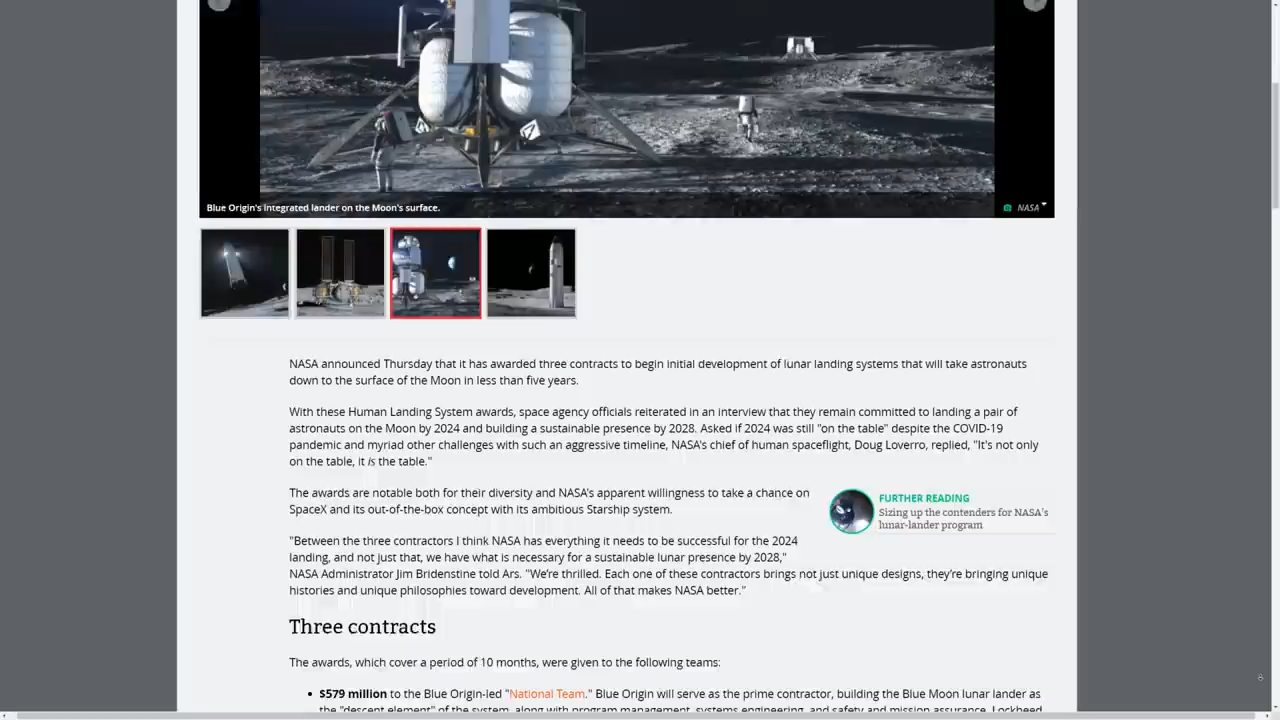 Blue Origin's integrated lander on the Moon's surface.
NASA
NASA announced Thursday that it has awarded three contracts to begin initial development of lunar landing systems that will take astronauts
down to the surface of the Moon in less than five years.
With these Human Landing System awards, space agency officials reiterated in an interview that they remain committed to landing a pair of
astronauts on the Moon by 2024 and building a sustainable presence by 2028. Asked if 2024 was still "on the table" despite the COVID-19
pandemic and myriad other challenges with such an aggressive timeline, NASA's chief of human spaceflight, Doug Loverro, replied, "It's not only
on the table, it is the table."
The awards are notable both for their diversity and NASA's apparent willingness to take a chance on
SpaceX and its out-of-the-box concept with its ambitious Starship system.
FURTHER READING
Sizing up the contenders for NASA's
lunar-lander program
"Between the three contractors I think NASA has everything it needs to be successful for the 2024
landing, and not just that, we have what is necessary for a sustainable lunar presence by 2028,"
NASA Administrator Jim Bridenstine told Ars. "We're thrilled. Each one of these contractors brings not just unique designs, they're bringing unique
histories and unique philosophies toward development. All of that makes NASA better."
Three contracts
The awards, which cover a period of 10 months, were given to the following teams:
• $579 million to the Blue Origin-led "National Team." Blue Origin will serve as the prime contractor, building the Blue Moon lunar lander as
the "descent element" of the system, along with program management, systems engineering, and safety and mission assurance. Lockheed